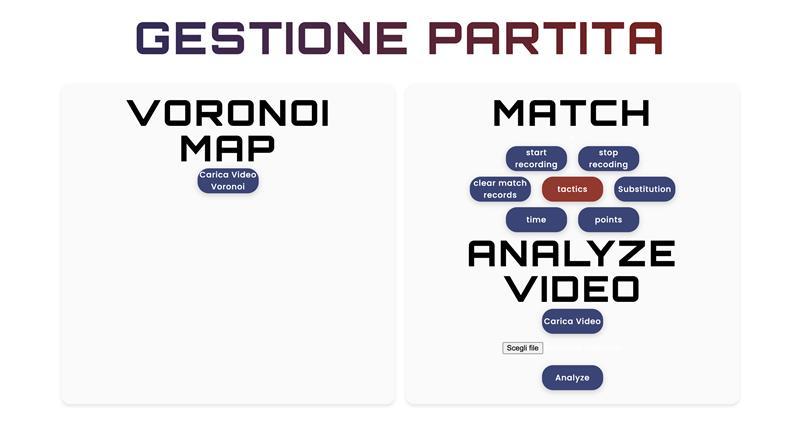 GESTIONE PARTITA
VORONOI
MAP
Carica Video
Voronoi
MATCH
start
recording
stop
recoding
clear match
records
tactics
Substitution
time
points
ANALYZE
VIDEO
Carica Video
Scegli file
Analyze